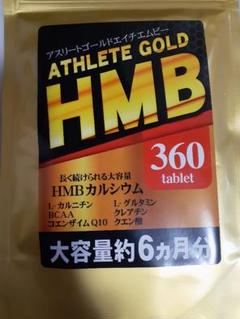 アスリートゴールドエイチエムビー
ATHLETE GOLD
HMB
360
tablet
長く続けられる大容量
HMBカルシウム
L-カルニチン L-グルタミン
BCAA クレアチン
コエンザイムQ10 クエン酸
大容量約6ヵ月分